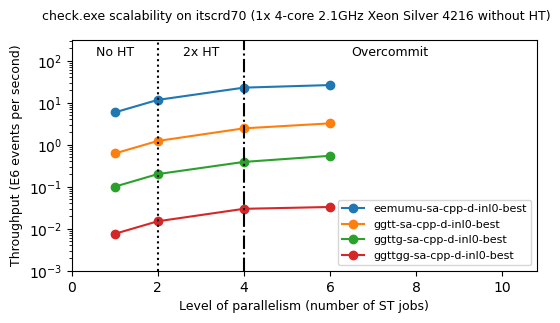 check.exe scalability on itscrd70 (1x 4-core 2.1GHz Xeon Silver 4216 without HT)
No HT 2x HT Overcommit
Throughput (E6 events per second)
10²
10¹
10⁰
10⁻¹
10⁻²
10⁻³
eemumu-sa-cpp-d-inl0-best
ggtt-sa-cpp-d-inl0-best
ggttg-sa-cpp-d-inl0-best
ggttgg-sa-cpp-d-inl0-best
0 2 4 6 8 10
Level of parallelism (number of ST jobs)